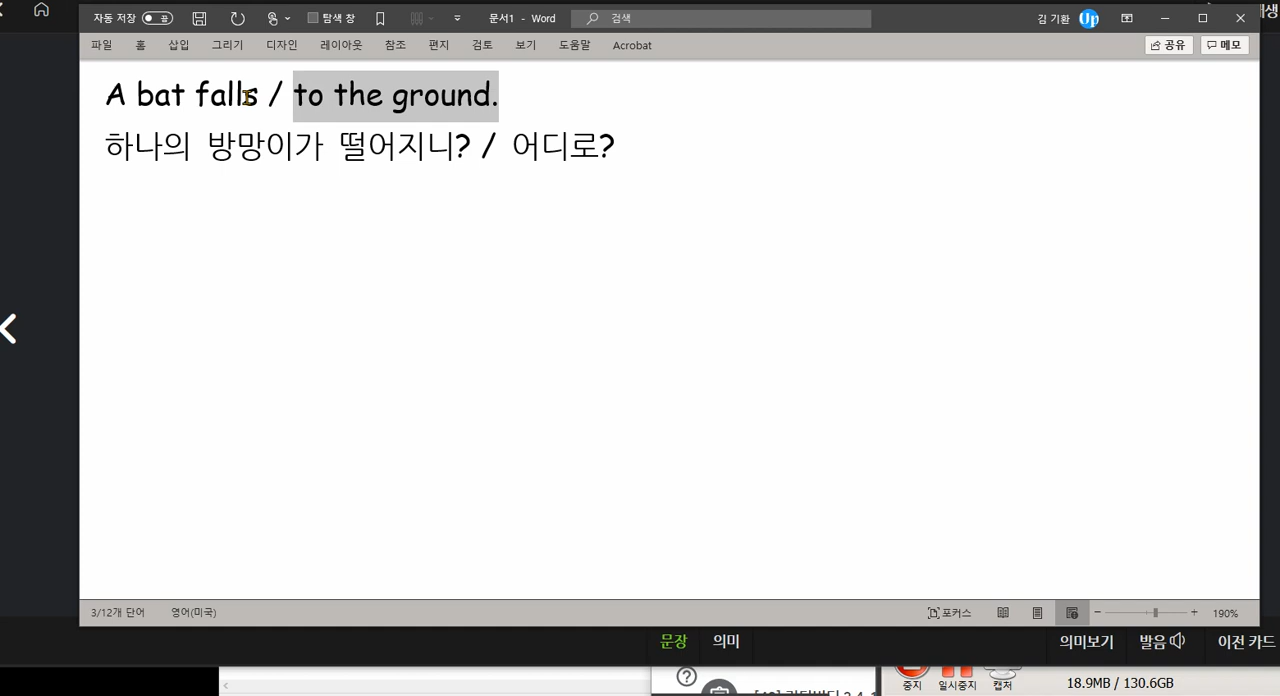 자동 저장 끔 탐색 창 문서1 - Word 검색 김 기환 Up
파일 홈 삽입 그리기 디자인 레이아웃 참조 편지 검토 보기 도움말 Acrobat 공유 메모
A bat falls / to the ground.
하나의 방망이가 떨어지니? / 어디로?
3/12개 단어 영어(미국) 포커스 190%
문장 의미 의미보기 발음 이전 카드
중지 일시중지 캡처 18.9MB / 130.6GB